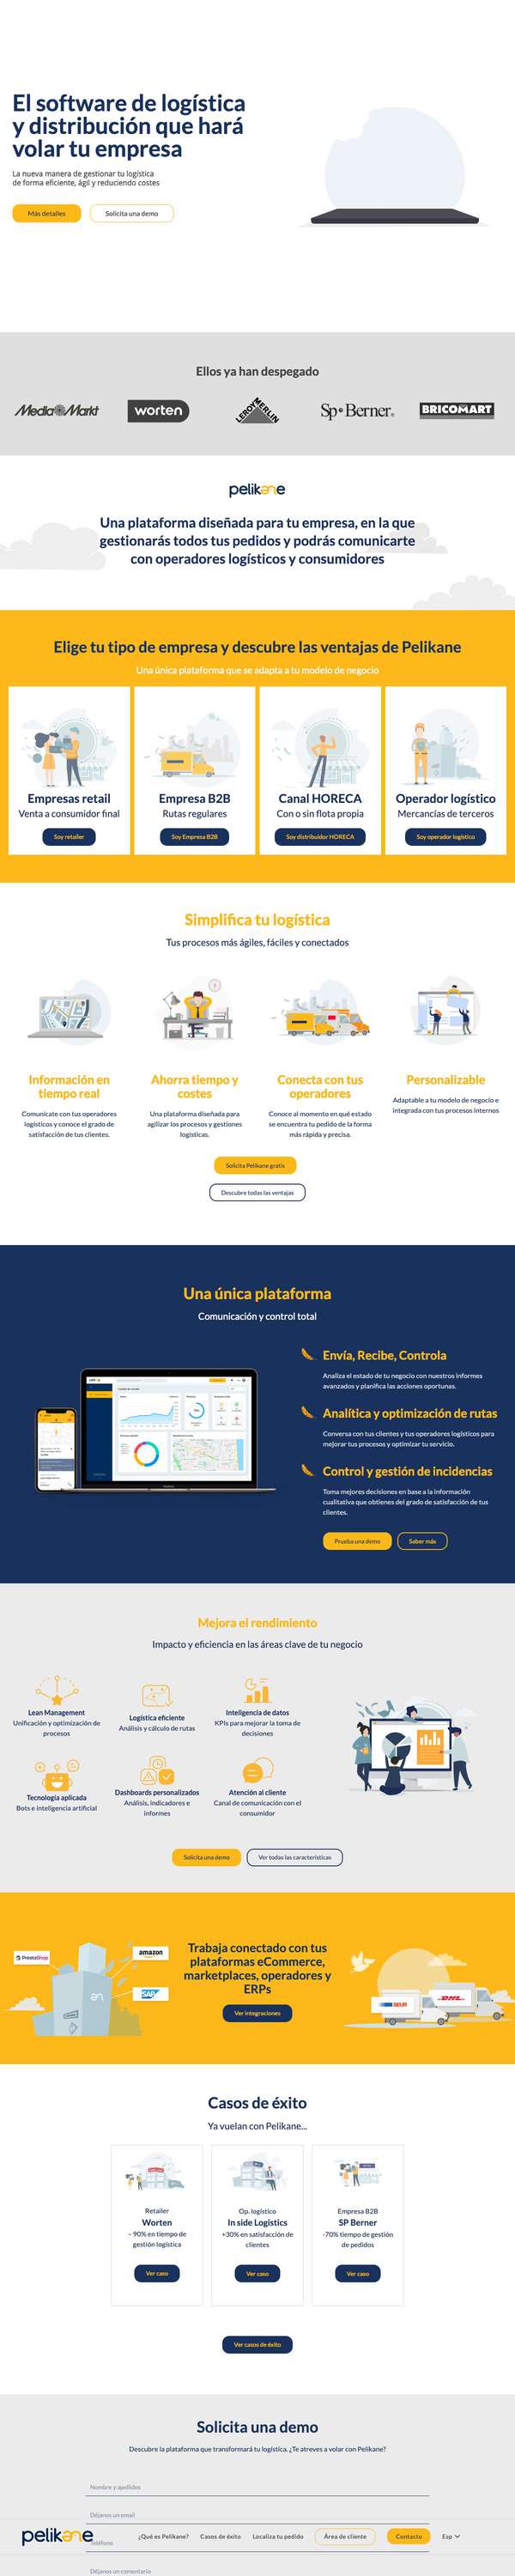 El software de logística
y distribución que hará
volar tu empresa
La nueva manera de gestionar tu logística
de forma eficiente, ágil y reduciendo costes
Más detalles
Solicita una demo
Ellos ya han despegado
MediaMarkt
worten
LEROY MERLIN
Sp Berner
BRICOMART
pelikane
Una plataforma diseñada para tu empresa, en la que
gestionarás todos tus pedidos y podrás comunicarte
con operadores logísticos y consumidores
Elige tu tipo de empresa y descubre las ventajas de Pelikane
Una única plataforma que se adapta a tu modelo de negocio
Empresas retail
Venta a consumidor final
Soy retailer
Empresa B2B
Rutas regulares
Soy Empresa B2B
Canal HORECA
Con o sin flota propia
Soy distribuidor HORECA
Operador logístico
Mercancías de terceros
Soy operador logístico
Simplifica tu logística
Tus procesos más ágiles, fáciles y conectados
Información en
tiempo real
Comunícate con tus operadores
logísticos y conoce el grado de
satisfacción de tus clientes.
Ahorra tiempo y
costes
Una plataforma diseñada para
agilizar los procesos y gestiones
logísticas.
Conecta con tus
operadores
Conoce al momento en qué estado
se encuentra tu pedido de la forma
más rápida y precisa.
Personalizable
Adaptable a tu modelo de negocio e
integrada con tus procesos internos
Solicita Pelikane gratis
Descubre todas las ventajas
Una única plataforma
Comunicación y control total
Envía, Recibe, Controla
Analiza el estado de tu negocio con nuestros informes
avanzados y planifica las acciones oportunas.
Analítica y optimización de rutas
Conversa con tus clientes y tus operadores logísticos para
mejorar tus procesos y optimizar tu servicio.
Control y gestión de incidencias
Toma mejores decisiones en base a la información
cualitativa que obtienes del grado de satisfacción de tus
clientes.
Prueba una demo
Saber más
Mejora el rendimiento
Impacto y eficiencia en las áreas clave de tu negocio
Lean Management
Unificación y optimización de
procesos
Logística eficiente
Análisis y cálculo de rutas
Inteligencia de datos
KPIs para mejorar la toma de
decisiones
Tecnología aplicada
Bots e inteligencia artificial
Dashboards personalizados
Análisis, indicadores e
informes
Atención al cliente
Canal de comunicación con el
consumidor
Solicita una demo
Ver todas las características
PrestaShop
amazon
SAP
Trabaja conectado con tus
plataformas eCommerce,
marketplaces, operadores y
ERPs
Ver integraciones
SEUR
DHL
Casos de éxito
Ya vuelan con Pelikane...
Retailer
Worten
– 90% en tiempo de
gestión logística
Ver caso
Op. logístico
In side Logistics
+30% en satisfacción de
clientes
Ver caso
Empresa B2B
SP Berner
-70% tiempo de gestión
de pedidos
Ver caso
Ver casos de éxito
Solicita una demo
Descubre la plataforma que transformará tu logística. ¿Te atreves a volar con Pelikane?
Nombre y apellidos
Déjanos un email
pelikane
Teléfono
¿Qué es Pelikane?
Casos de éxito
Localiza tu pedido
Área de cliente
Contacto
Esp
Déjanos un comentario